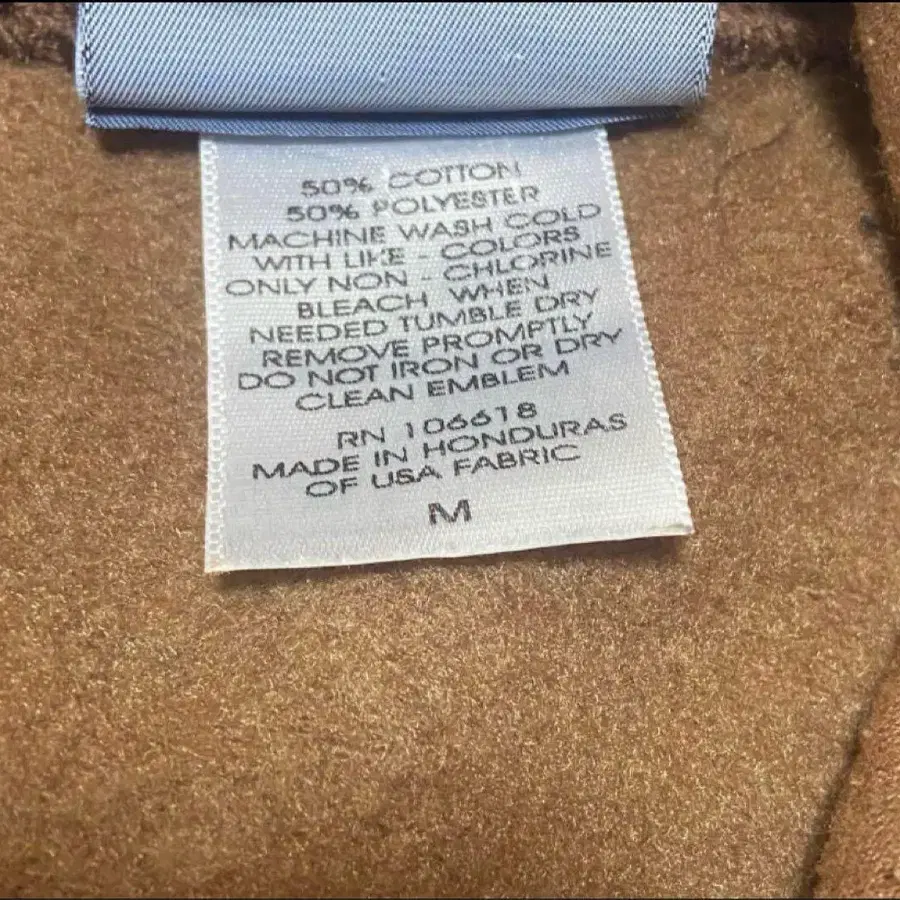 50% COTTON
50% POLYESTER
MACHINE WASH COLD
WITH LIKE - COLORS
ONLY NON - CHLORINE
BLEACH WHEN
NEEDED TUMBLE DRY
REMOVE PROMPTLY
DO NOT IRON OR DRY
CLEAN EMBLEM
RN 106618
MADE IN HONDURAS
OF USA FABRIC
M